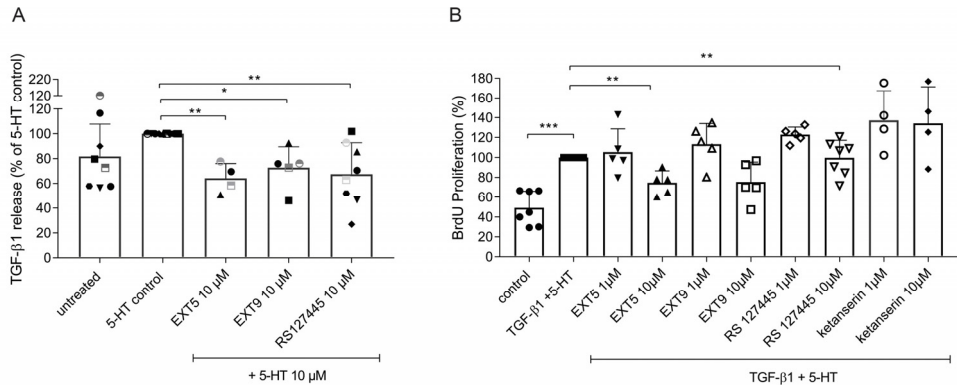 A
TGF-β1 release (% of 5-HT control)
220
120
120
100
80
60
40
20
0
**
*
**
untreated
5-HT control
EXT5 10 µM
EXT9 10 µM
RS127445 10 µM
+ 5-HT 10 µM
B
BrdU Proliferation (%)
180
160
140
120
100
80
60
40
20
0
**
**
***
control
TGF-β1 +5-HT
EXT5 1µM
EXT5 10µM
EXT9 1µM
EXT9 10 µM
RS 127445 1µM
RS 127445 10µM
ketanserin 1µM
ketanserin 10µM
TGF-β1 + 5-HT